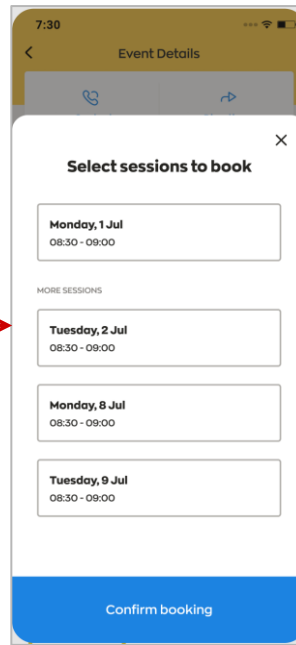 7:30
Event Details
Select sessions to book
Monday, 1 Jul
08:30 - 09:00
MORE SESSIONS
Tuesday, 2 Jul
08:30 - 09:00
Monday, 8 Jul
08:30 - 09:00
Tuesday, 9 Jul
08:30 - 09:00
Confirm booking